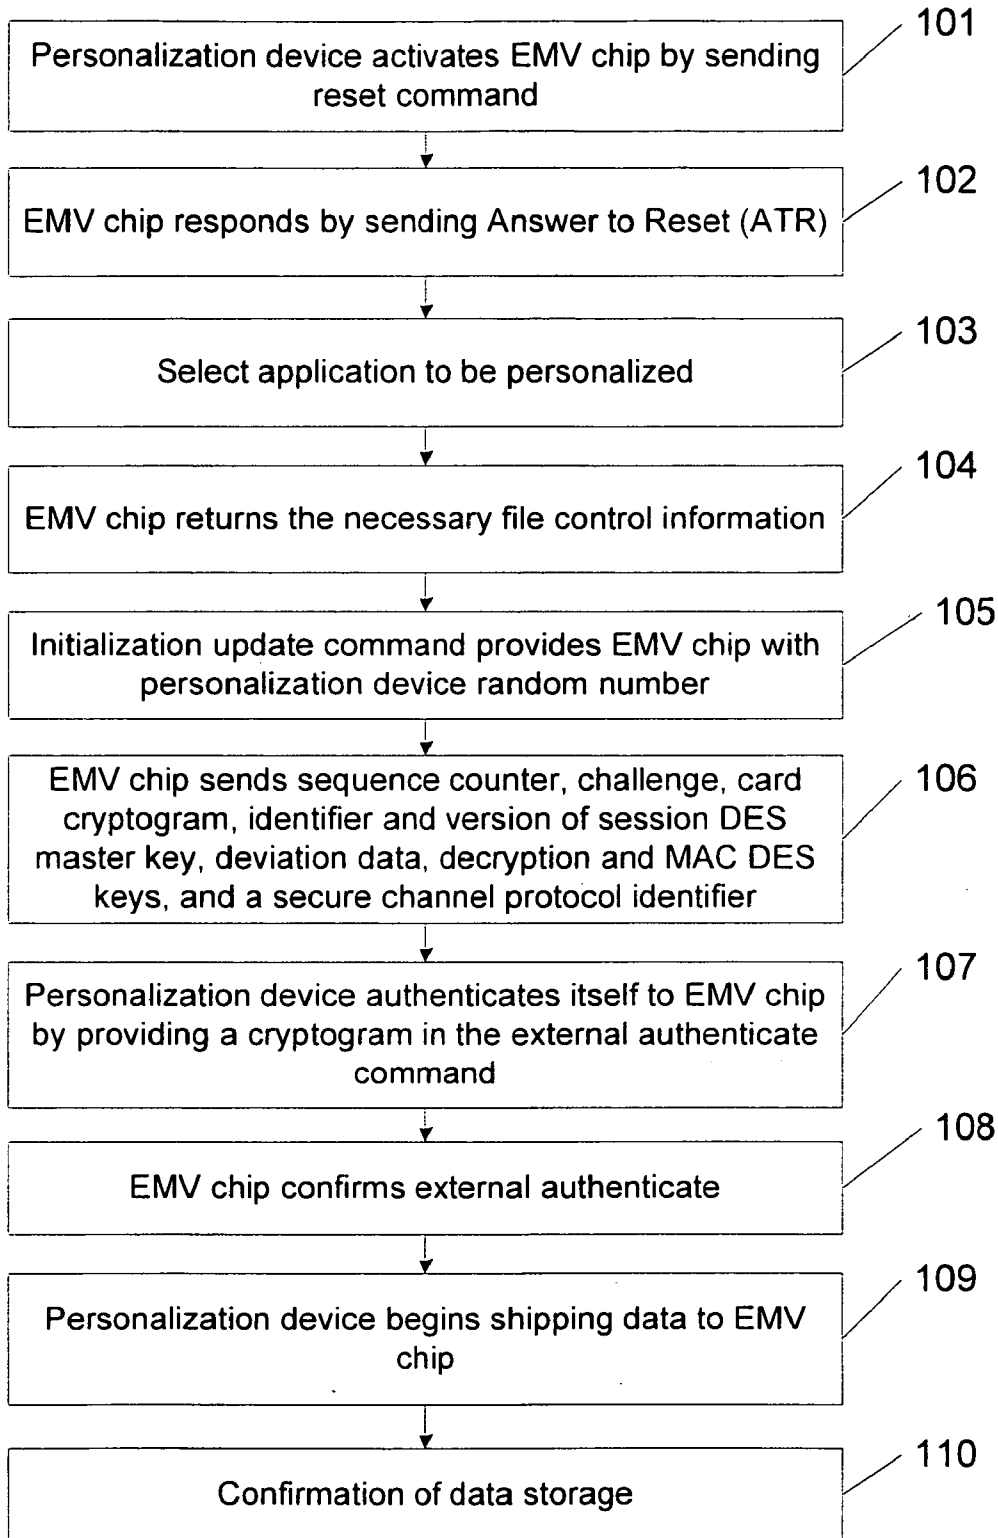 101
Personalization device activates EMV chip by sending
reset command
102
EMV chip responds by sending Answer to Reset (ATR)
103
Select application to be personalized
104
EMV chip returns the necessary file control information
105
Initialization update command provides EMV chip with
personalization device random number
106
EMV chip sends sequence counter, challenge, card
cryptogram, identifier and version of session DES
master key, deviation data, decryption and MAC DES
keys, and a secure channel protocol identifier
107
Personalization device authenticates itself to EMV chip
by providing a cryptogram in the external authenticate
command
108
EMV chip confirms external authenticate
109
Personalization device begins shipping data to EMV
chip
110
Confirmation of data storage